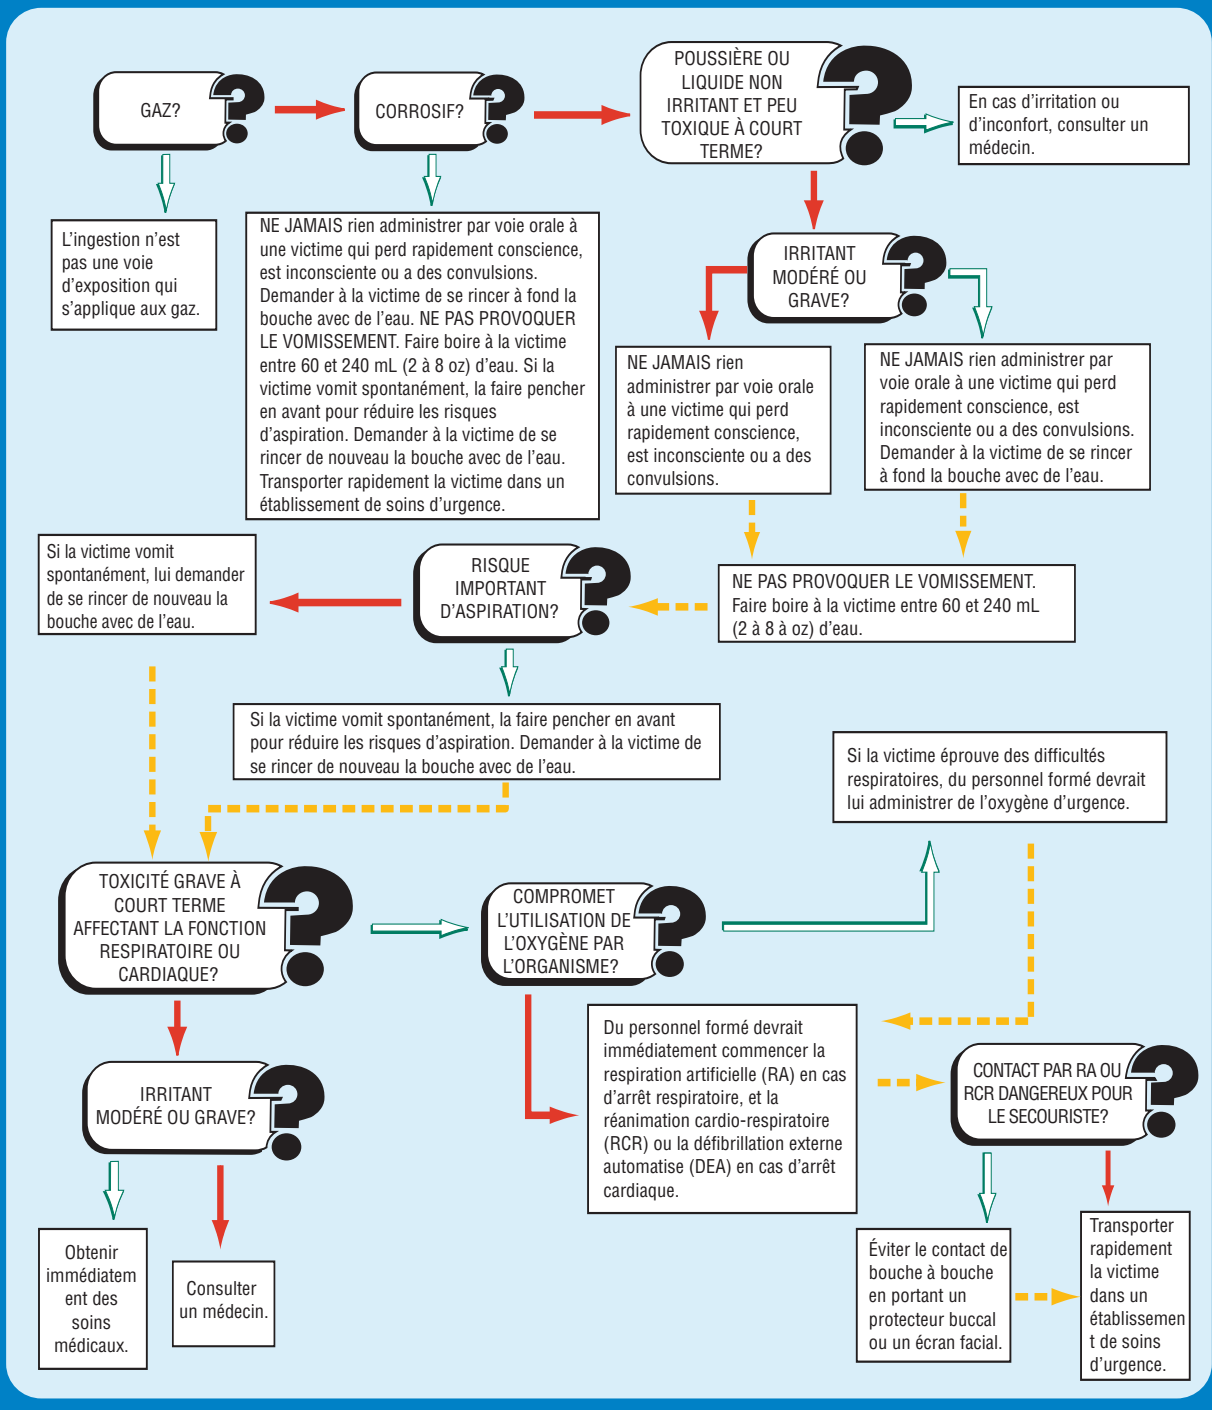 GAZ?
CORROSIF?
POUSSIÈRE OU
LIQUIDE NON
IRRITANT ET PEU
TOXIQUE À COURT
TERME?
En cas d’irritation ou
d’inconfort, consulter un
médecin.
L’ingestion n’est
pas une voie
d’exposition qui
s’applique aux gaz.
NE JAMAIS rien administrer par voie orale à
une victime qui perd rapidement conscience,
est inconsciente ou a des convulsions.
Demander à la victime de se rincer à fond la
bouche avec de l’eau. NE PAS PROVOQUER
LE VOMISSEMENT. Faire boire à la victime
entre 60 et 240 mL (2 à 8 oz) d’eau. Si la
victime vomit spontanément, la faire pencher
en avant pour réduire les risques
d’aspiration. Demander à la victime de se
rincer de nouveau la bouche avec de l’eau.
Transporter rapidement la victime dans un
établissement de soins d’urgence.
IRRITANT
MODÉRÉ OU
GRAVE?
NE JAMAIS rien
administrer par voie orale
à une victime qui perd
rapidement conscience,
est inconsciente ou a des
convulsions.
NE JAMAIS rien administrer par
voie orale à une victime qui perd
rapidement conscience, est
inconsciente ou a des convulsions.
Demander à la victime de se rincer
à fond la bouche avec de l’eau.
NE PAS PROVOQUER LE VOMISSEMENT.
Faire boire à la victime entre 60 et 240 mL
(2 à 8 à oz) d’eau.
RISQUE
IMPORTANT
D’ASPIRATION?
Si la victime vomit
spontanément, lui demander
de se rincer de nouveau la
bouche avec de l’eau.
Si la victime vomit spontanément, la faire pencher en avant
pour réduire les risques d’aspiration. Demander à la victime de
se rincer de nouveau la bouche avec de l’eau.
Si la victime éprouve des difficultés
respiratoires, du personnel formé devrait
lui administrer de l’oxygène d’urgence.
TOXICITÉ GRAVE À
COURT TERME
AFFECTANT LA FONCTION
RESPIRATOIRE OU
CARDIAQUE?
COMPROMET
L’UTILISATION DE
L’OXYGÈNE PAR
L’ORGANISME?
Du personnel formé devrait
immédiatement commencer la
respiration artificielle (RA) en cas
d’arrêt respiratoire, et la
réanimation cardio-respiratoire
(RCR) ou la défibrillation externe
automatise (DEA) en cas d’arrêt
cardiaque.
CONTACT PAR RA OU
RCR DANGEREUX POUR
LE SECOURISTE?
IRRITANT
MODÉRÉ OU GRAVE?
Obtenir
immédiatem
ent des
soins
médicaux.
Consulter
un médecin.
Éviter le contact de
bouche à bouche
en portant un
protecteur buccal
ou un écran facial.
Transporter
rapidement
la victime
dans un
établissemen
t de soins
d’urgence.